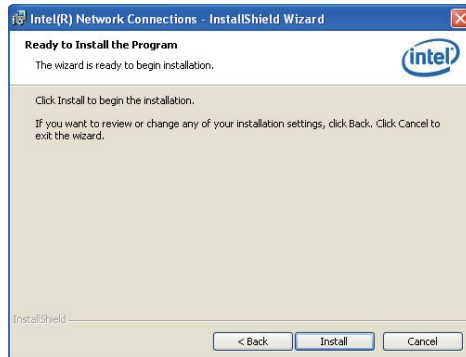 Intel(R) Network Connections - InstallShield Wizard
Ready to Install the Program
The wizard is ready to begin installation.
intel
Click Install to begin the installation.
If you want to review or change any of your installation settings, click Back. Click Cancel to
exit the wizard.
InstallShield
< Back Install Cancel